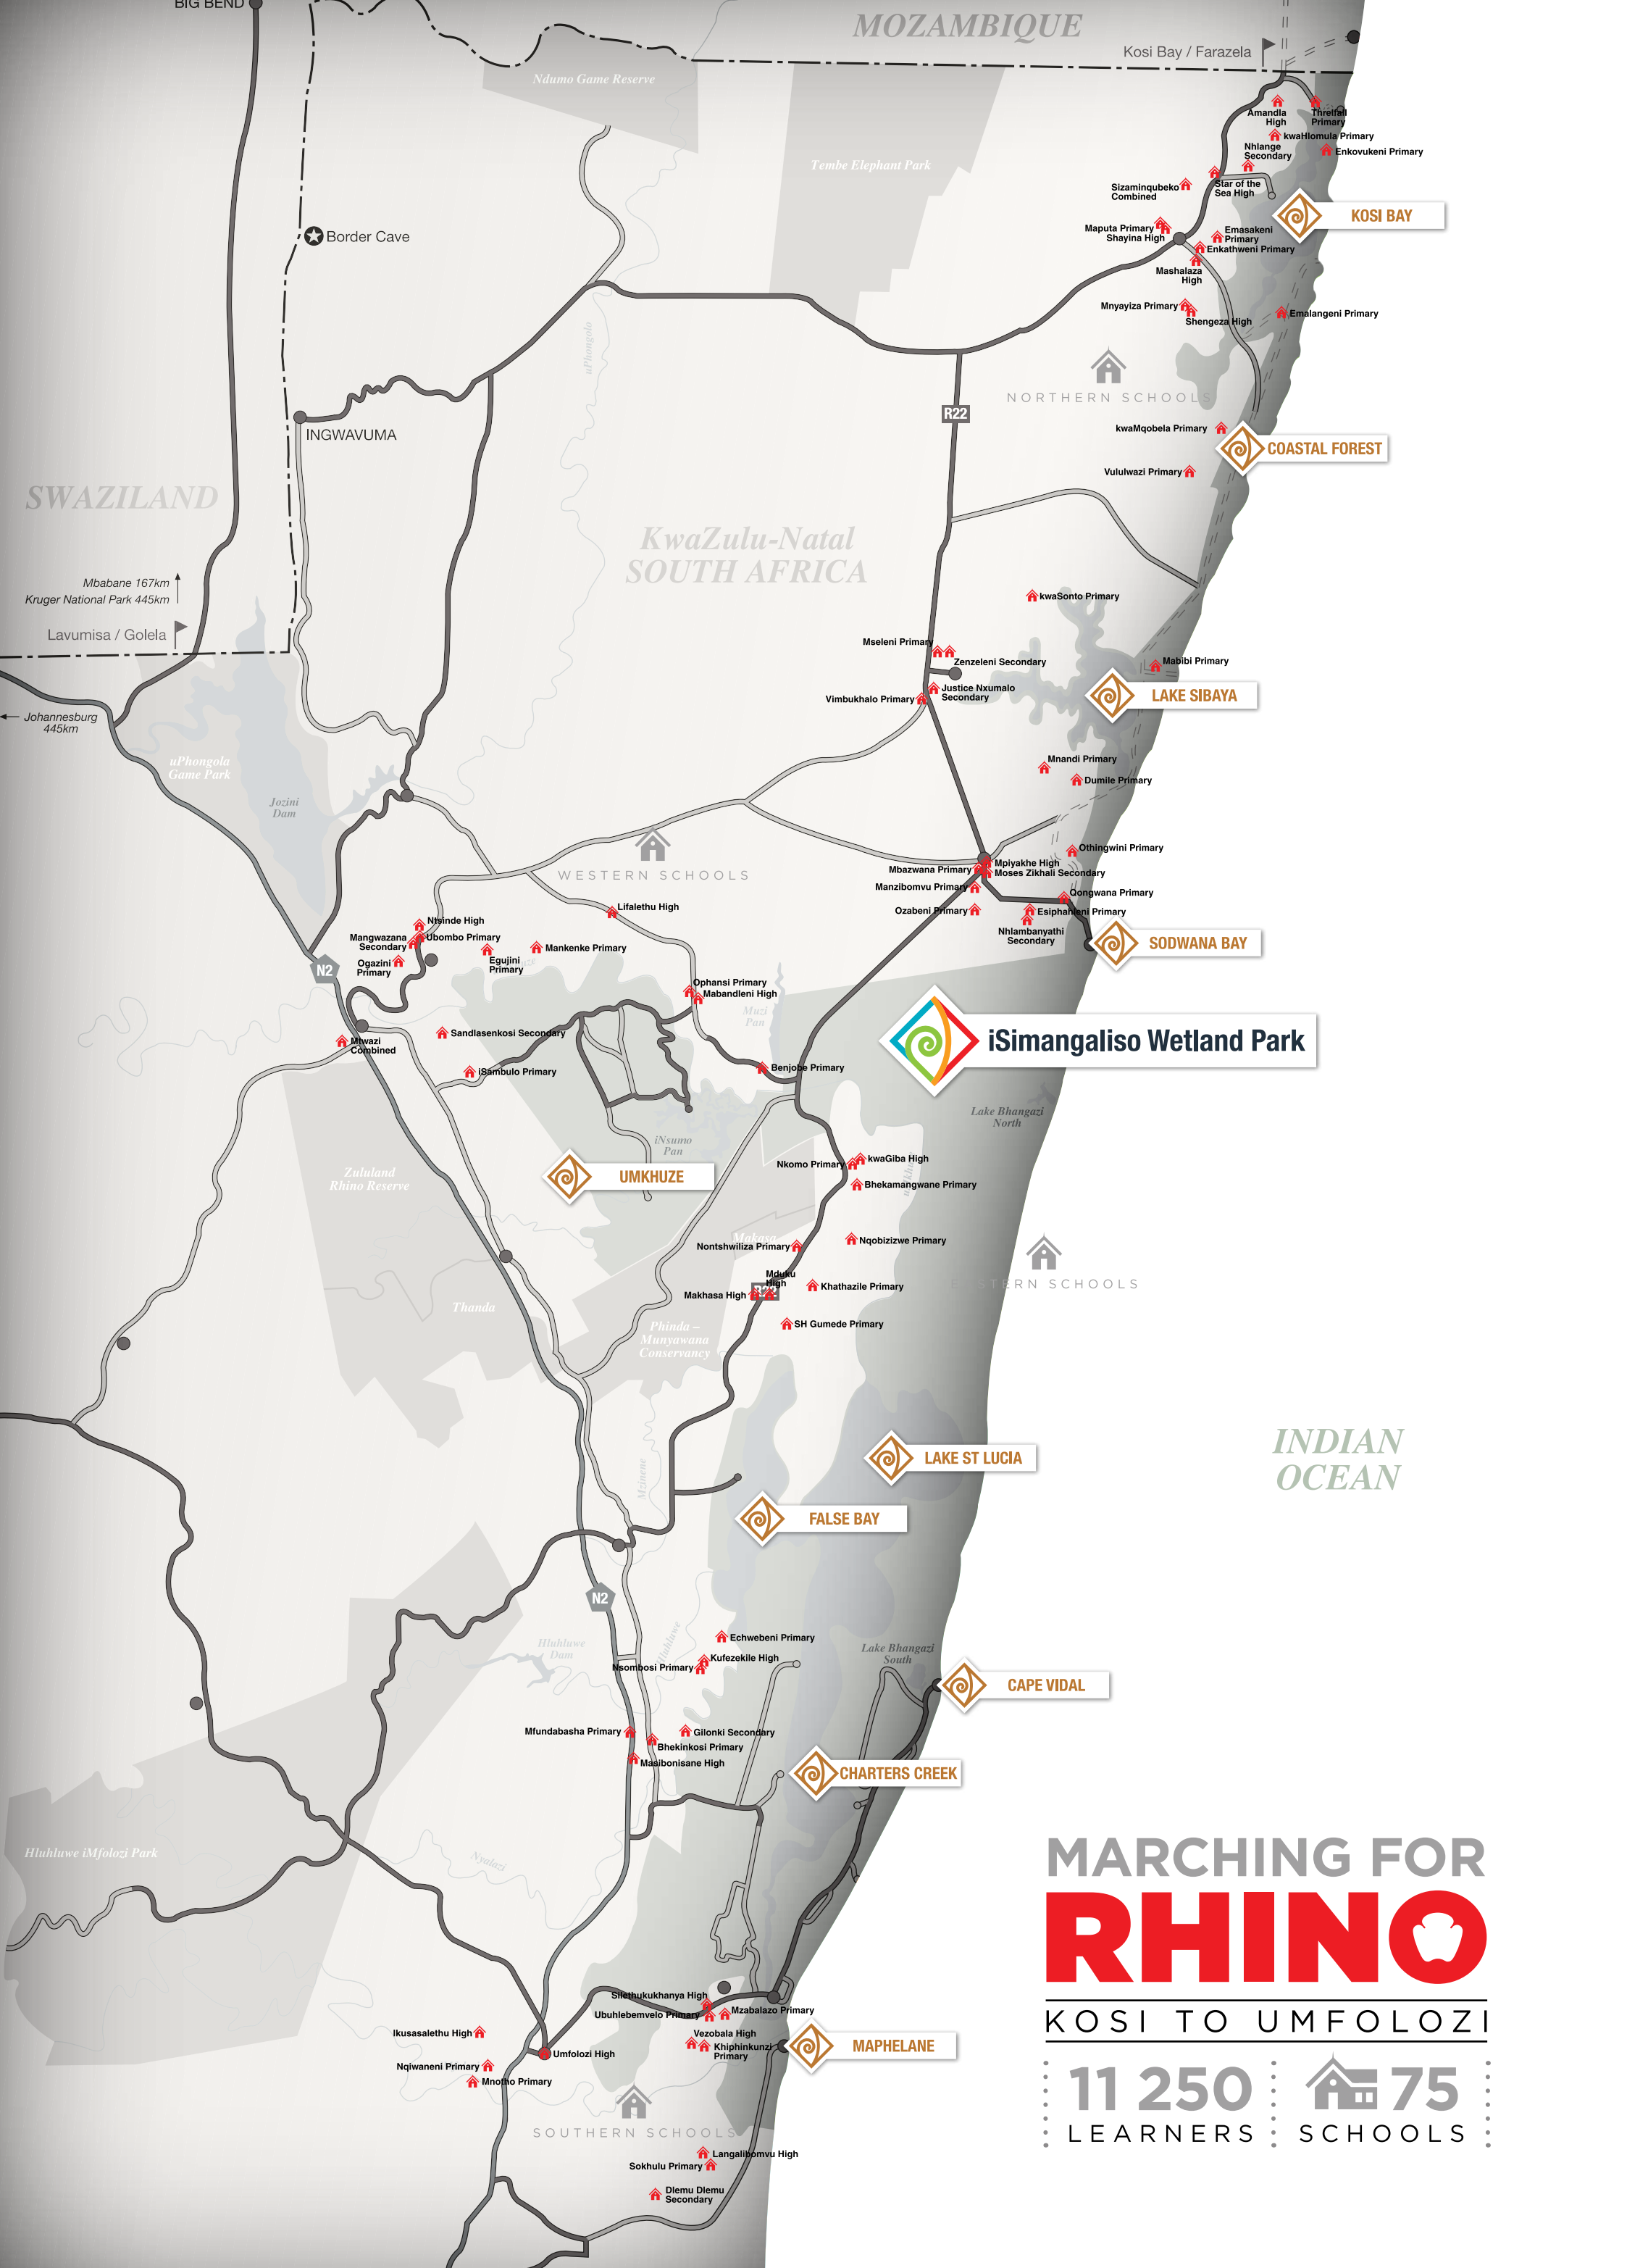 BIG BEND
MOZAMBIQUE
Kosi Bay / Farazela
Ndumo Game Reserve
Amandla
High
Threlfall
Primary
kwaHlomula Primary
Nhlange
Secondary
Enkovukeni Primary
Tembe Elephant Park
Sizaminqubeko
Combined
Star of the
Sea High
KOSI BAY
Border Cave
Maputa Primary
Shayina High
Emasakeni
Primary
Enkathweni Primary
Mashalaza
High
Mnyayiza Primary
Shengeza High
Emalangeni Primary
uPhongolo
NORTHERN SCHOOLS
R22
INGWAVUMA
kwaMqobela Primary
COASTAL FOREST
Vululwazi Primary
SWAZILAND
KwaZulu-Natal
SOUTH AFRICA
Mbabane 167km
Kruger National Park 445km
kwaSonto Primary
Lavumisa / Golela
Mseleni Primary
Zenzeleni Secondary
Mabibi Primary
Justice Nxumalo
Secondary
Vimbukhalo Primary
LAKE SIBAYA
Johannesburg
445km
uPhongola
Game Park
Mnandi Primary
Dumile Primary
Jozini
Dam
WESTERN SCHOOLS
Othingwini Primary
Mpiyakhe High
Mbazwana Primary
Moses Zikhali Secondary
Manzibomvu Primary
Qongwana Primary
Ozabeni Primary
Esiphahleni Primary
Nhlambanyathi
Secondary
SODWANA BAY
Lifalethu High
Ntsinde High
Mangwazana
Secondary
Ubombo Primary
Mankenke Primary
Egujini
Primary
Ogazini
Primary
N2
Ophansi Primary
Mabandleni High
Muzi
Pan
Sandlasenkosi Secondary
Mtwazi
Combined
iSimangaliso Wetland Park
iSambulo Primary
Benjobe Primary
Lake Bhangazi
North
iNsumo
Pan
Nkomo Primary
kwaGiba High
Bhekamangwane Primary
UMKHUZE
Zululand
Rhino Reserve
Makasa
Nontshwiliza Primary
Nqobizizwe Primary
EASTERN SCHOOLS
Mduku
High
Makhasa High
Khathazile Primary
Thanda
SH Gumede Primary
Phinda –
Munyawana
Conservancy
INDIAN
OCEAN
LAKE ST LUCIA
Mzinene
FALSE BAY
N2
Echwebeni Primary
Hluhluwe
Dam
Hluhluwe
Kufezekile High
Nsombosi Primary
Lake Bhangazi
South
CAPE VIDAL
Mfundabasha Primary
Gilonki Secondary
Bhekinkosi Primary
Masibonisane High
CHARTERS CREEK
Hluhluwe iMfolozi Park
Nyalazi
MARCHING FOR
RHINO
KOSI TO UMFOLOZI
11 250
LEARNERS
75
SCHOOLS
Silethukukhanya High
Ubuhlebemvelo Primary
Mzabalazo Primary
Ikusasalethu High
Vezobala High
Khiphinkunzi
Primary
Umfolozi High
MAPHELANE
Nqiwaneni Primary
Mnotho Primary
SOUTHERN SCHOOLS
Langalibomvu High
Sokhulu Primary
Dlemu Dlemu
Secondary